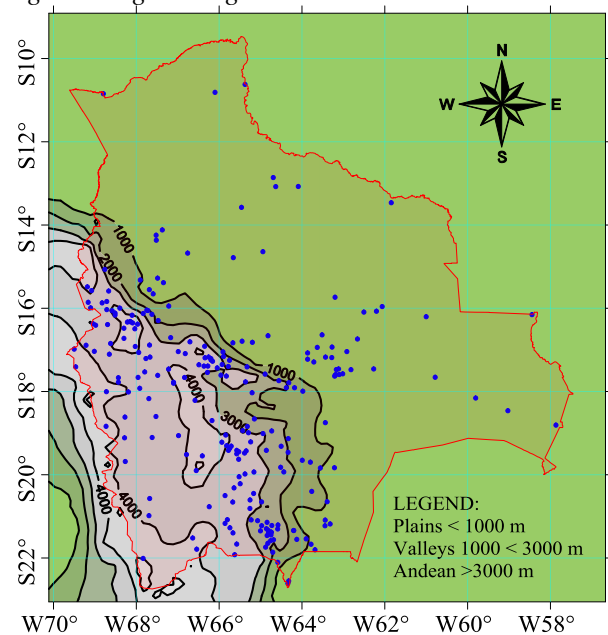 N
W E
S
S10°
S12°
S14°
S16°
S18°
S20°
S22°
1000
2000
1000
4000
3000
4000
4000
LEGEND:
Plains < 1000 m
Valleys 1000 < 3000 m
Andean >3000 m
W70° W68° W66° W64° W62° W60° W58°